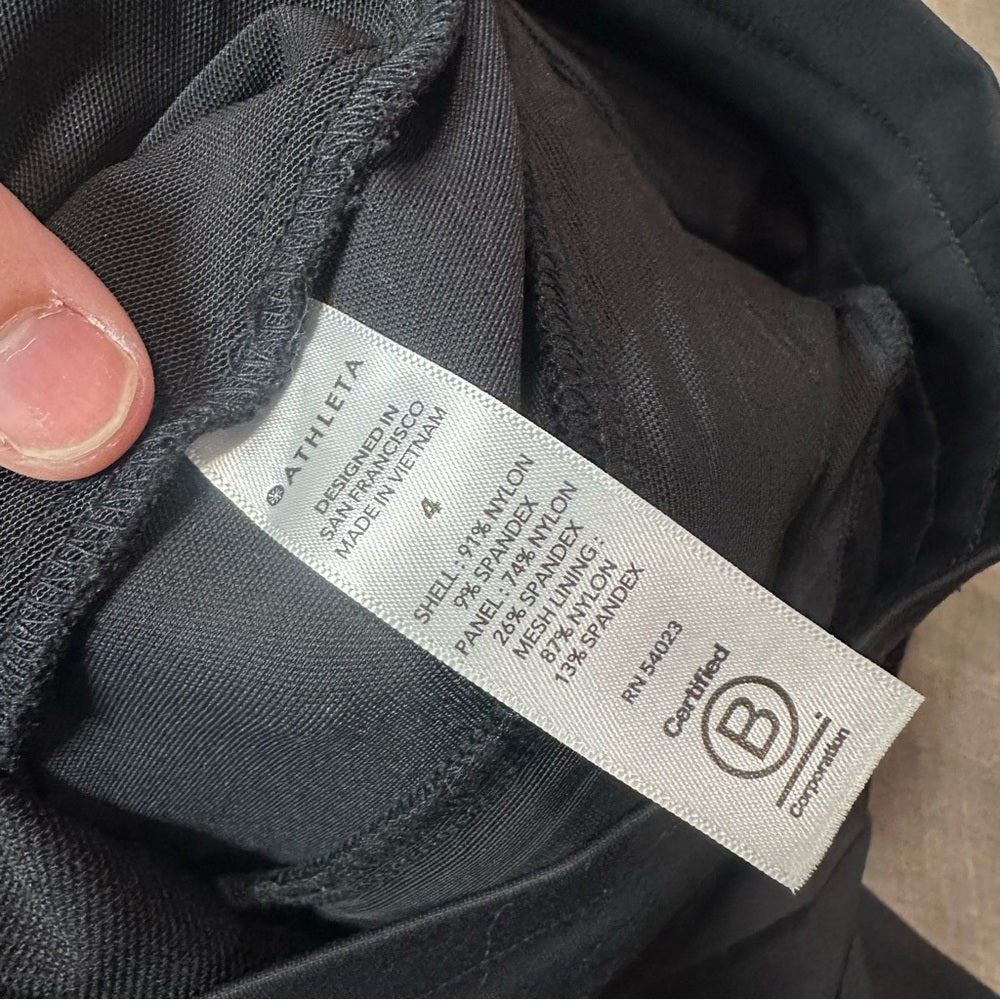 ATHLETA
DESIGNED IN
SAN FRANCISCO
MADE IN VIETNAM
4
SHELL : 91% NYLON
9% SPANDEX
PANEL : 74% NYLON
26% SPANDEX
MESH LINING :
87% NYLON
13% SPANDEX
RN 54023
Certified
B
Corporation